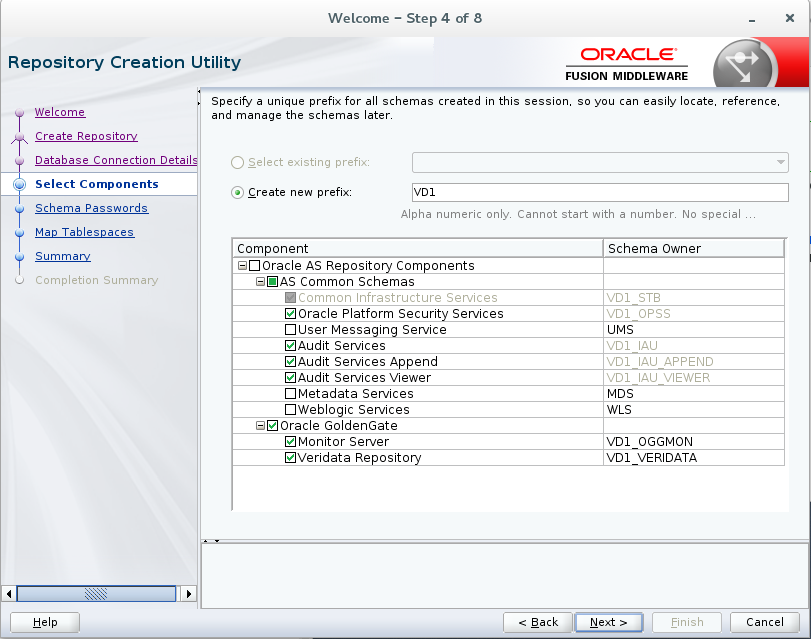 Welcome − Step 4 of 8
Repository Creation Utility
ORACLE
FUSION MIDDLEWARE
Welcome
Create Repository
Database Connection Details
Select Components
Schema Passwords
Map Tablespaces
Summary
Completion Summary
Specify a unique prefix for all schemas created in this session, so you can easily locate, reference,
and manage the schemas later.
Select existing prefix:
Create new prefix: VD1
Alpha numeric only. Cannot start with a number. No special ...
Component Schema Owner
Oracle AS Repository Components
AS Common Schemas
Common Infrastructure Services VD1_STB
Oracle Platform Security Services VD1_OPSS
User Messaging Service UMS
Audit Services VD1_IAU
Audit Services Append VD1_IAU_APPEND
Audit Services Viewer VD1_IAU_VIEWER
Metadata Services MDS
Weblogic Services WLS
Oracle GoldenGate
Monitor Server VD1_OGGMON
Veridata Repository VD1_VERIDATA
Help < Back Next > Finish Cancel